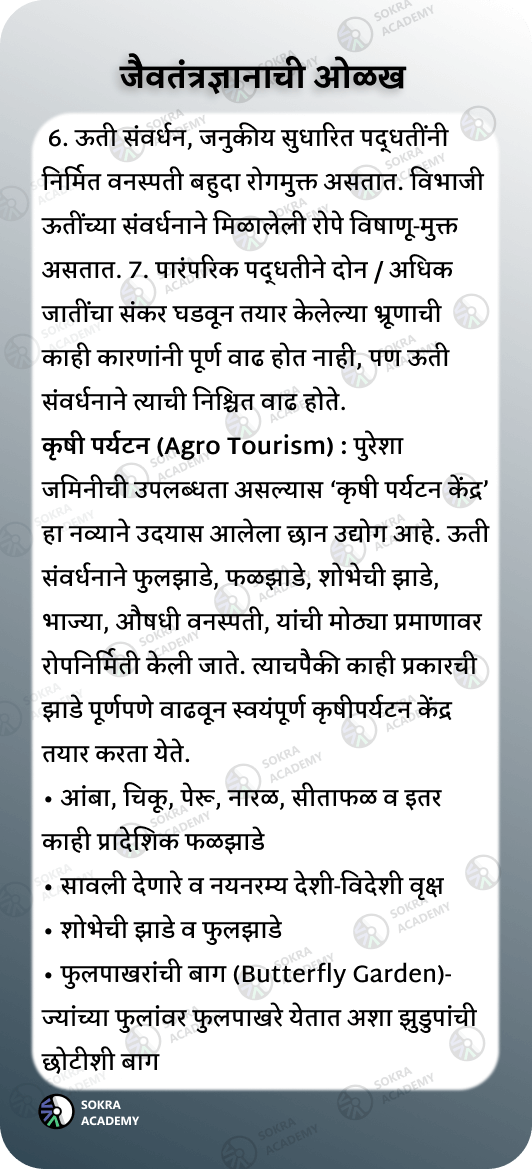 जैवतंत्रज्ञानाची ओळख
6. ऊती संवर्धन, जनुकीय सुधारित पद्धतींनी
निर्मित वनस्पती बहुदा रोगमुक्त असतात. विभाजी
ऊतींच्या संवर्धनाने मिळालेली रोपे विषाणू-मुक्त
असतात. 7. पारंपरिक पद्धतीने दोन / अधिक
जातींचा संकर घडवून तयार केलेल्या भ्रूणाची
काही कारणांनी पूर्ण वाढ होत नाही, पण ऊती
संवर्धनाने त्याची निश्चित वाढ होते.
कृषी पर्यटन (Agro Tourism) : पुरेशा
जमिनीची उपलब्धता असल्यास ‘कृषी पर्यटन केंद्र’
हा नव्याने उदयास आलेला छान उद्योग आहे. ऊती
संवर्धनाने फुलझाडे, फळझाडे, शोभेची झाडे,
भाज्या, औषधी वनस्पती, यांची मोठ्या प्रमाणावर
रोपनिर्मिती केली जाते. त्याचपैकी काही प्रकारची
झाडे पूर्णपणे वाढवून स्वयंपूर्ण कृषीपर्यटन केंद्र
तयार करता येते.
• आंबा, चिकू, पेरू, नारळ, सीताफळ व इतर
काही प्रादेशिक फळझाडे
• सावली देणारे व नयनरम्य देशी-विदेशी वृक्ष
• शोभेची झाडे व फुलझाडे
• फुलपाखरांची बाग (Butterfly Garden)-
ज्यांच्या फुलांवर फुलपाखरे येतात अशा झुडुपांची
छोटीशी बाग
SOKRA
ACADEMY